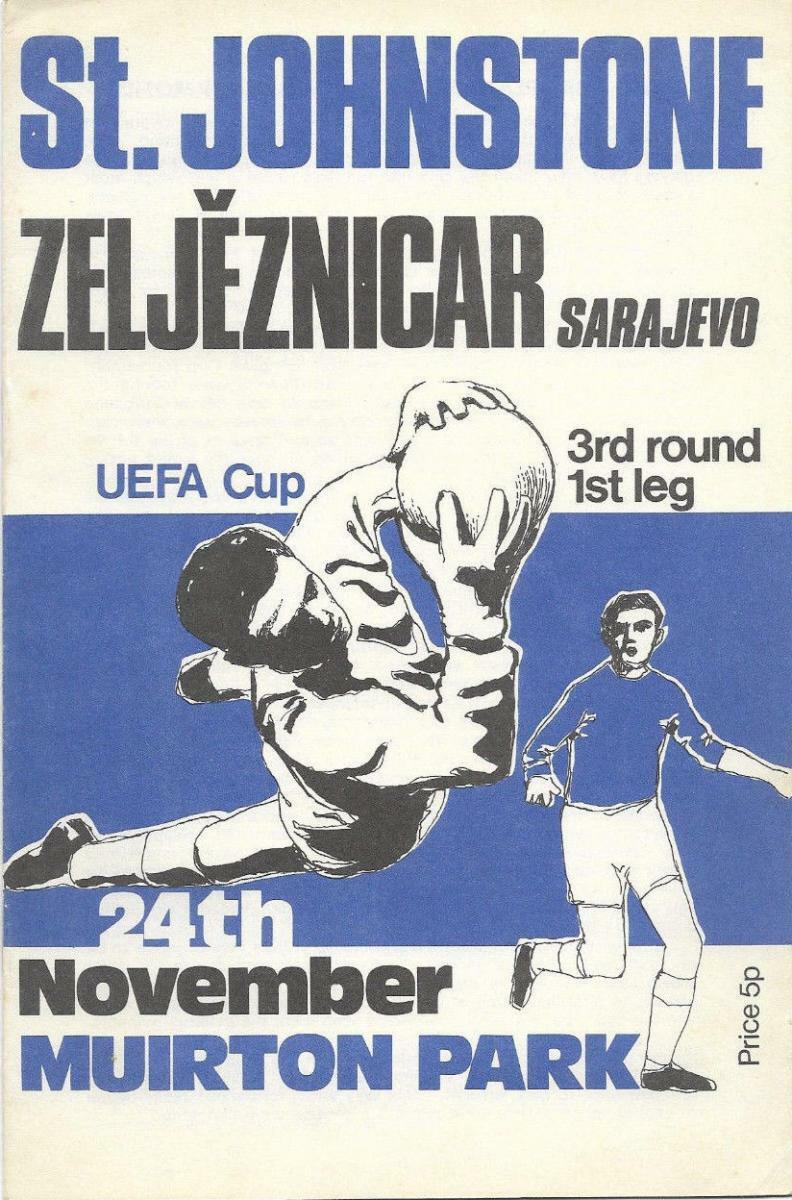 St. JOHNSTONE
ZELJĚZNICAR SARAJEVO
UEFA Cup
3rd round
1st leg
24th
November
MUIRTON PARK
Price 5p